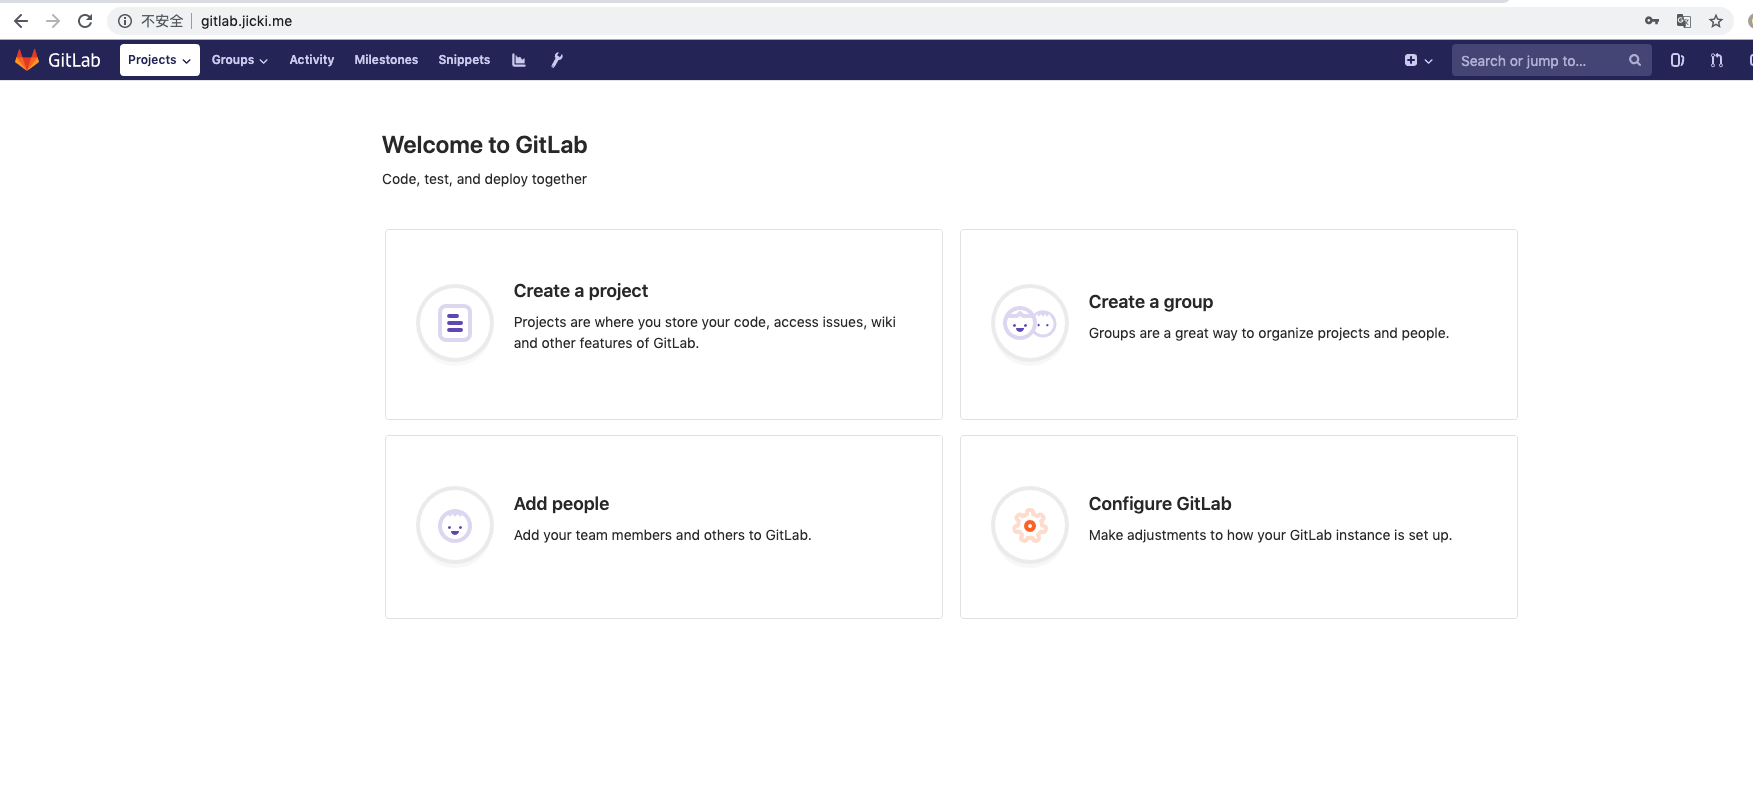 不安全 gitlab.jicki.me
GitLab Projects Groups Activity Milestones Snippets Search or jump to...
Welcome to GitLab
Code, test, and deploy together
Create a project
Projects are where you store your code, access issues, wiki
and other features of GitLab.
Create a group
Groups are a great way to organize projects and people.
Add people
Add your team members and others to GitLab.
Configure GitLab
Make adjustments to how your GitLab instance is set up.